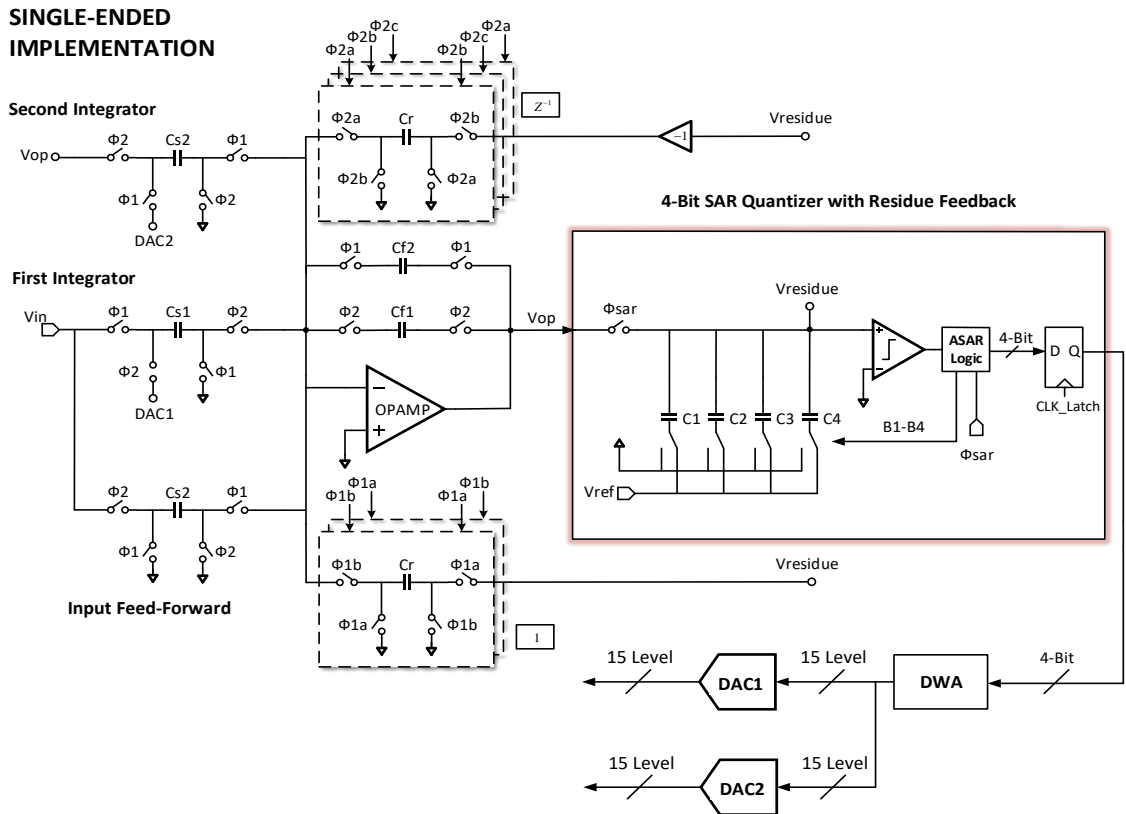 SINGLE-ENDED
IMPLEMENTATION
Φ2c Φ2a
Φ2b Φ2c
Φ2a Φ2b
Z⁻¹
Second Integrator
Φ2a Cr Φ2b
−1
Vresidue
Φ2 Cs2 Φ1
Vop
Φ2b Φ2a
Φ1 Φ2
DAC2
4-Bit SAR Quantizer with Residue Feedback
Φ1 Cf2 Φ1
First Integrator
Vin Φ1 Cs1 Φ2
Φ2 Cf1 Φ2
Vop
Φsar
Vresidue
+
−
ASAR
Logic
4-Bit
D Q
CLK_Latch
Φ2 Φ1
DAC1
−
OPAMP
+
C1 C2 C3 C4
B1-B4
Φsar
Vref
Φ2 Cs2 Φ1
Φ1 Φ2
Input Feed-Forward
Φ1a Φ1b
Φ1b Φ1a
Φ1b Cr Φ1a
Vresidue
Φ1a Φ1b
1
15 Level DAC1 15 Level DWA 4-Bit
15 Level DAC2 15 Level